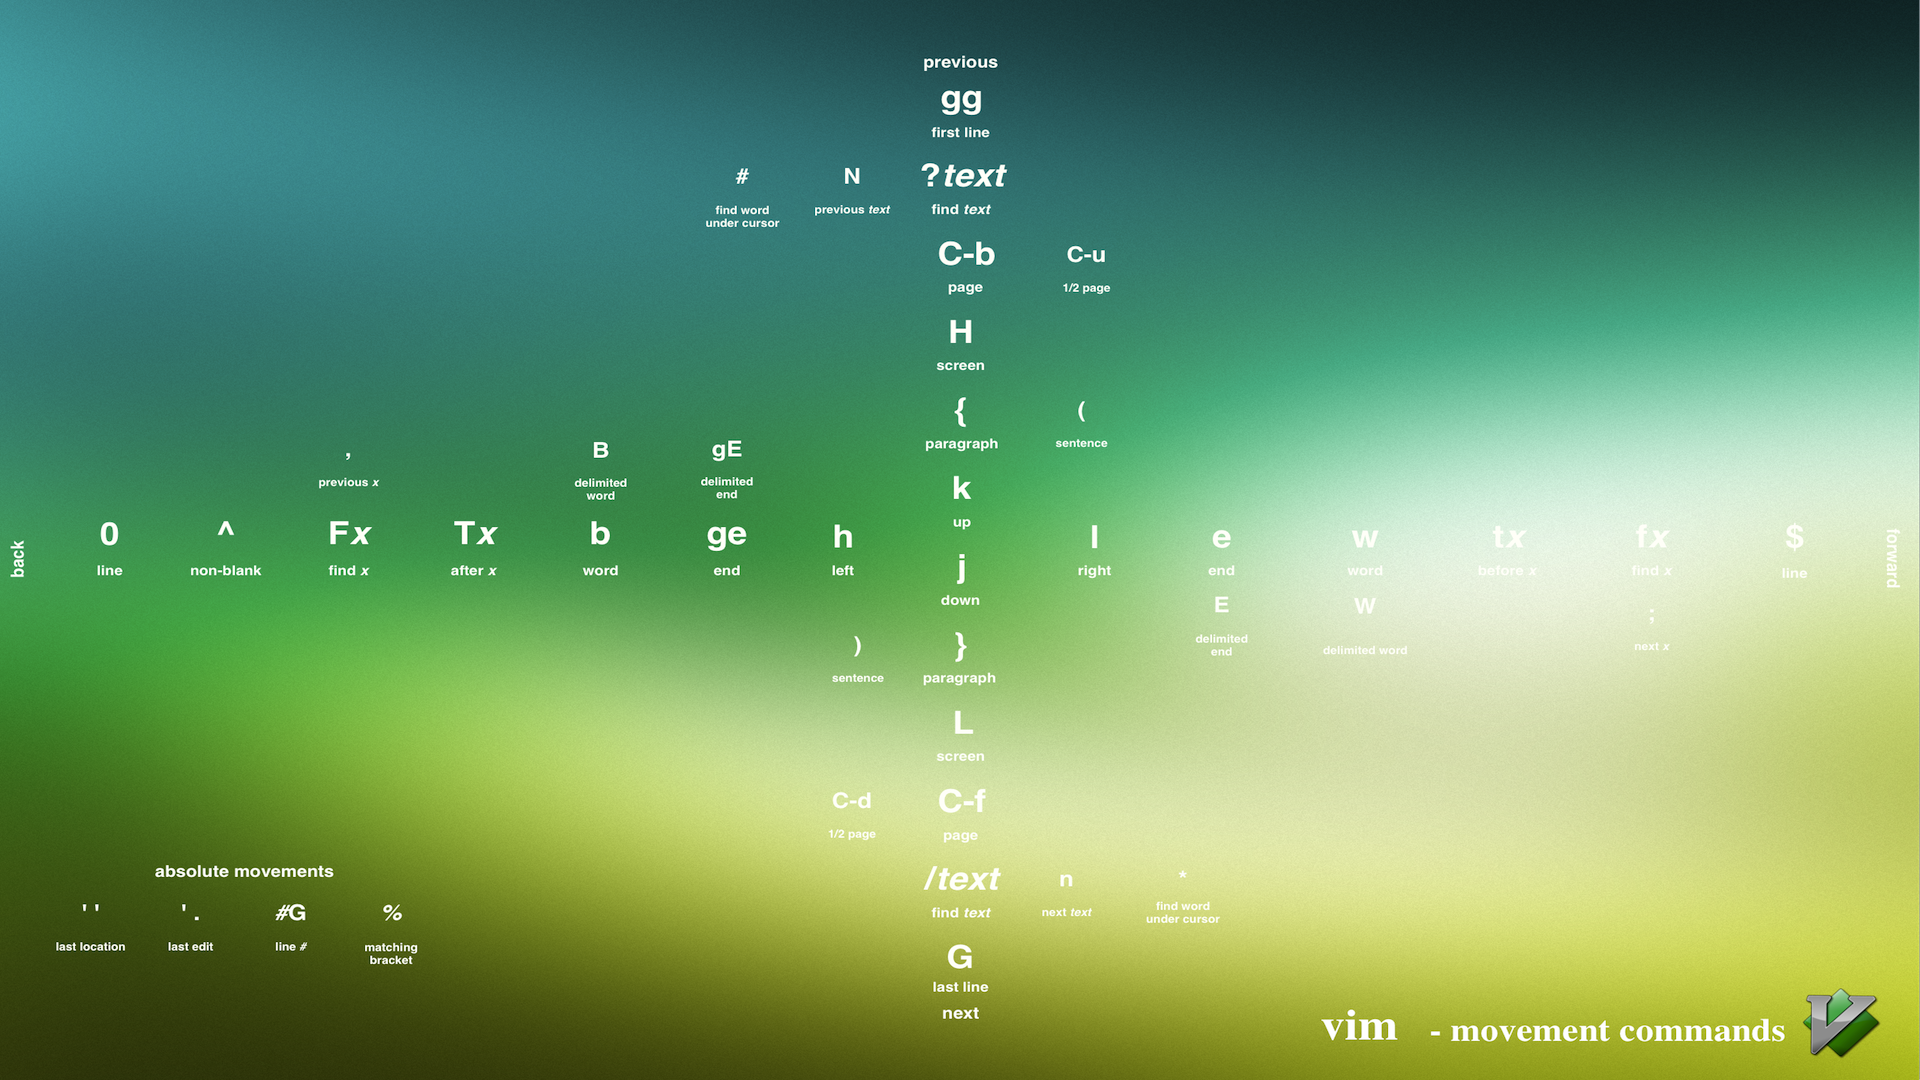 previous
gg
first line
# N ?text
find word under cursor previous text find text
C-b C-u
page 1/2 page
H
screen
{ (
paragraph sentence
, B gE
previous x delimited word delimited end
k
up
back 0 ^ Fx Tx b ge h l e w tx fx $ forward
line non-blank find x after x word end left right end word before x find x line
j
down
E W ;
delimited end delimited word next x
) }
sentence paragraph
L
screen
C-d C-f
1/2 page page
/text n *
find text next text find word under cursor
absolute movements
' ' ' . #G %
last location last edit line # matching bracket
G
last line
next
vim - movement commands